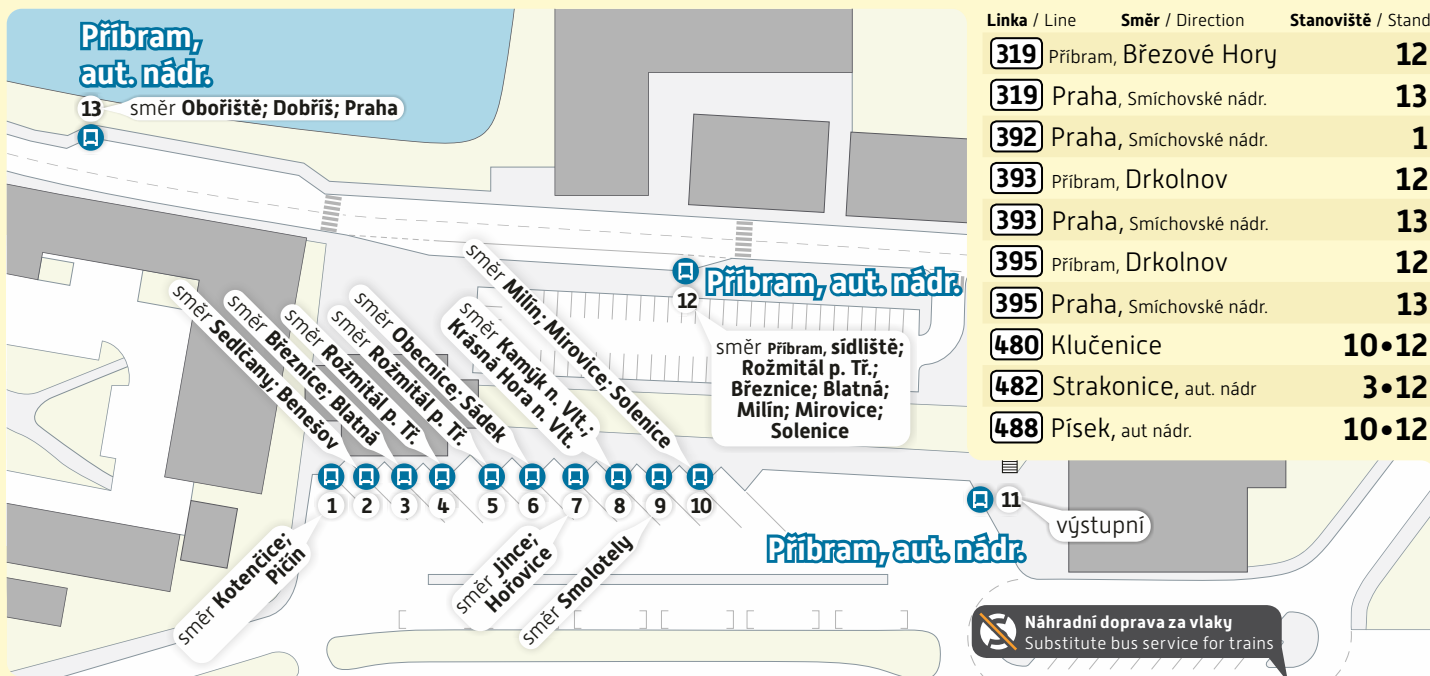 Příbram,
aut. nádr.
13 směr Obořiště; Dobříš; Praha
směr Sedlčany; Benešov
směr Březnice; Blatná
směr Rožmitál p. Tř.
směr Rožmitál p. Tř.
směr Obecnice; Sádek
směr Kamýk n. Vlt.;
Krásná Hora n. Vlt.
směr Milín; Mirovice; Solenice
Příbram, aut. nádr.
12
směr Příbram, sídliště;
Rožmitál p. Tř.;
Březnice; Blatná;
Milín; Mirovice;
Solenice
1 2 3 4 5 6 7 8 9 10
11
výstupní
směr Kotenčice;
Pičín
směr Jince;
Hořovice
směr Smolotely
Příbram, aut. nádr.
Náhradní doprava za vlaky
Substitute bus service for trains
Linka / Line Směr / Direction Stanoviště / Stand
319 Příbram, Březové Hory 12
319 Praha, Smíchovské nádr. 13
392 Praha, Smíchovské nádr. 1
393 Příbram, Drkolnov 12
393 Praha, Smíchovské nádr. 13
395 Příbram, Drkolnov 12
395 Praha, Smíchovské nádr. 13
480 Klučenice 10•12
482 Strakonice, aut. nádr 3•12
488 Písek, aut nádr. 10•12